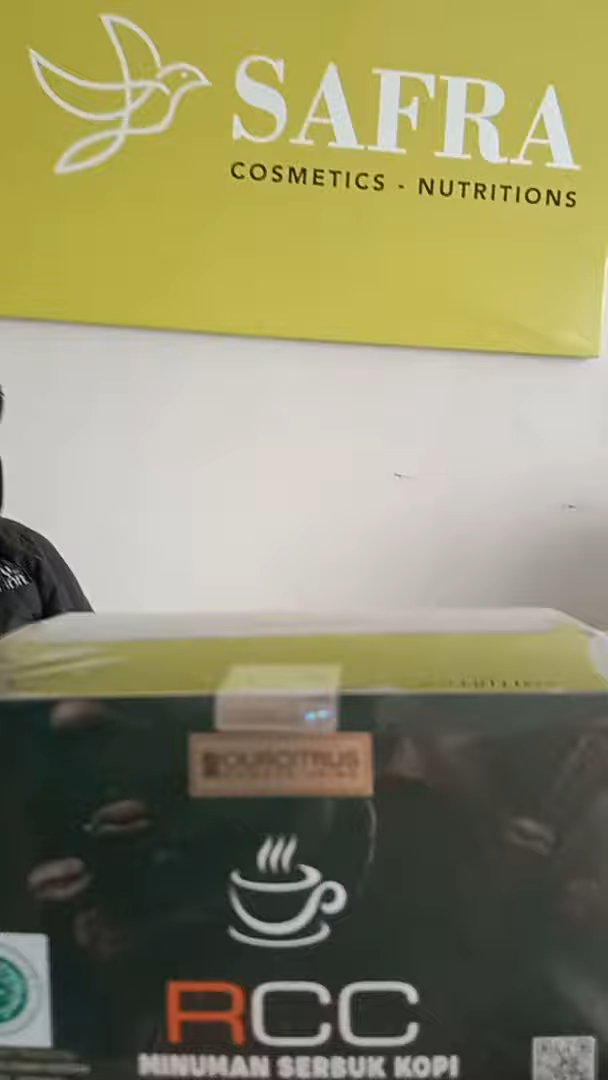 SAFRA
COSMETICS - NUTRITIONS
RCC
MINUMAN SERBUK KOPI